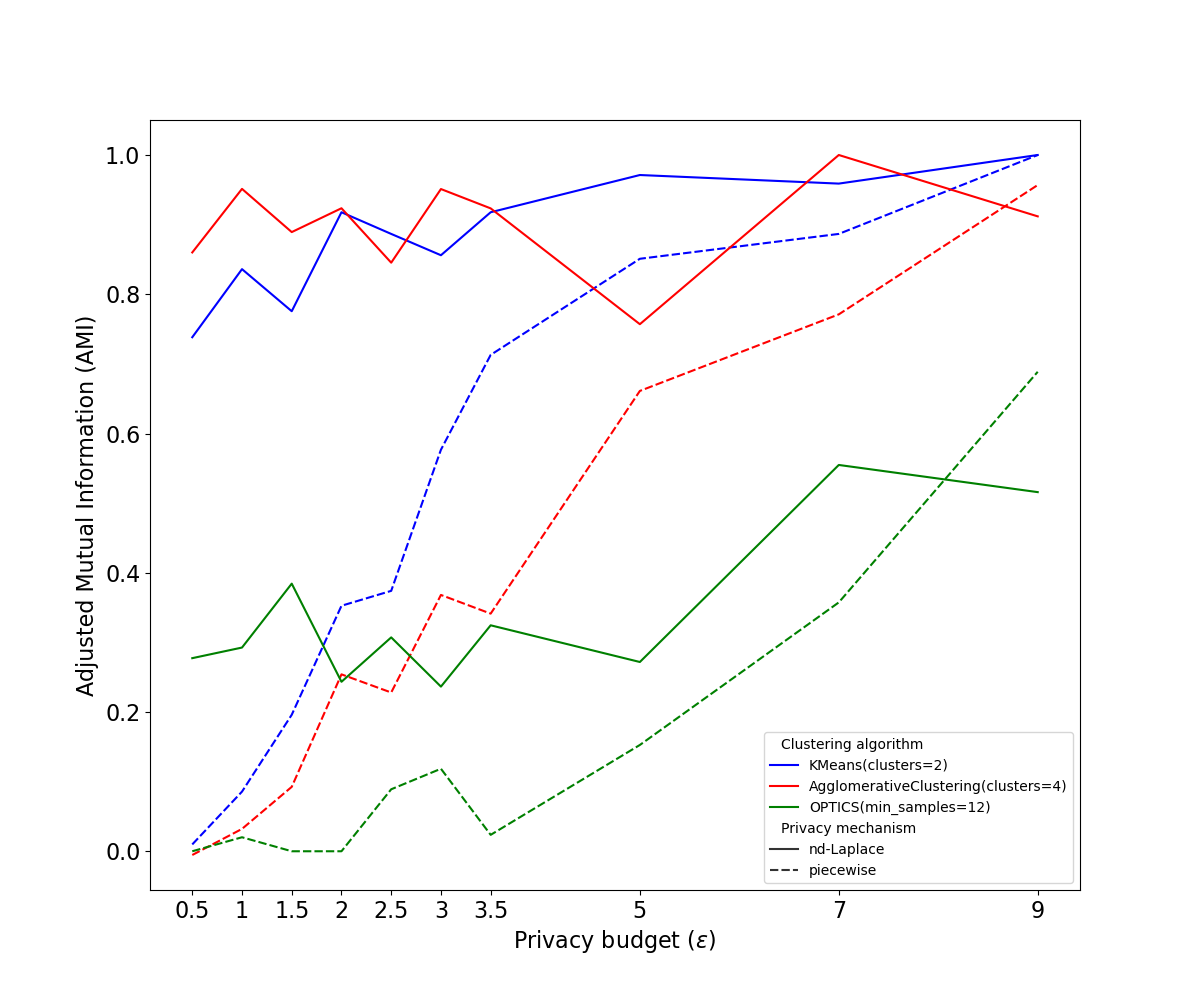 1.0
0.8
0.6
0.4
0.2
0.0
Adjusted Mutual Information (AMI)
0.5 1 1.5 2 2.5 3 3.5 5 7 9
Privacy budget (ε)
Clustering algorithm
KMeans(clusters=2)
AgglomerativeClustering(clusters=4)
OPTICS(min_samples=12)
Privacy mechanism
nd-Laplace
piecewise